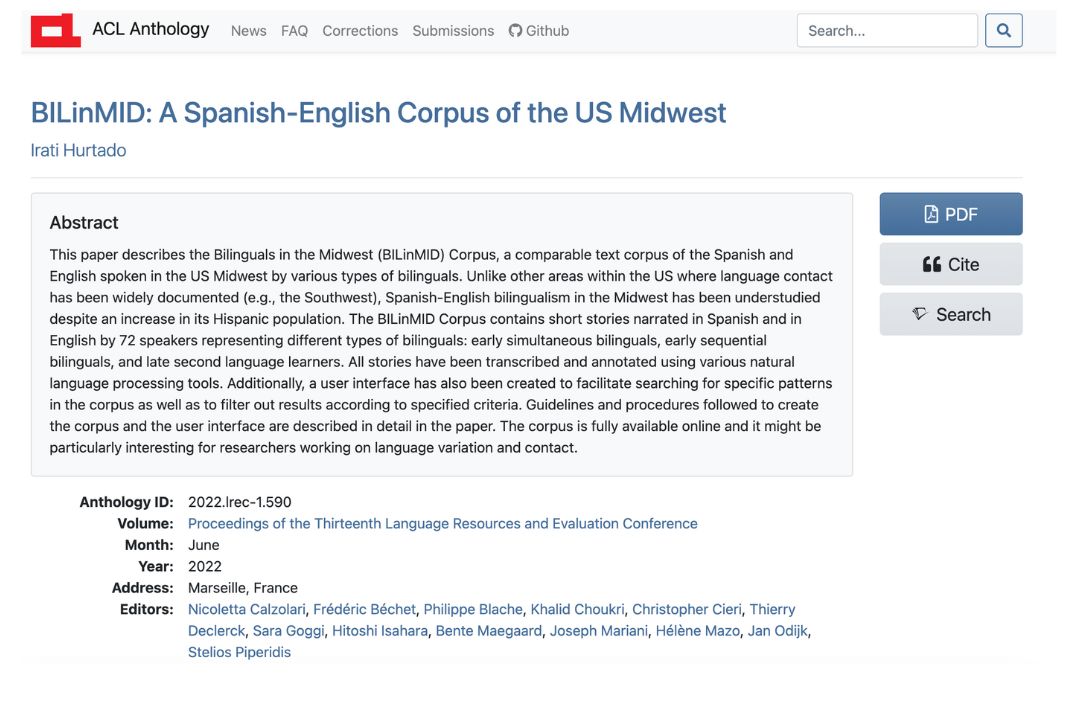 ACL Anthology News FAQ Corrections Submissions Github Search...
BILinMID: A Spanish-English Corpus of the US Midwest
Irati Hurtado
Abstract
This paper describes the Bilinguals in the Midwest (BILinMID) Corpus, a comparable text corpus of the Spanish and
English spoken in the US Midwest by various types of bilinguals. Unlike other areas within the US where language contact
has been widely documented (e.g., the Southwest), Spanish-English bilingualism in the Midwest has been understudied
despite an increase in its Hispanic population. The BILinMID Corpus contains short stories narrated in Spanish and in
English by 72 speakers representing different types of bilinguals: early simultaneous bilinguals, early sequential
bilinguals, and late second language learners. All stories have been transcribed and annotated using various natural
language processing tools. Additionally, a user interface has also been created to facilitate searching for specific patterns
in the corpus as well as to filter out results according to specified criteria. Guidelines and procedures followed to create
the corpus and the user interface are described in detail in the paper. The corpus is fully available online and it might be
particularly interesting for researchers working on language variation and contact.
PDF
Cite
Search
Anthology ID: 2022.lrec-1.590
Volume: Proceedings of the Thirteenth Language Resources and Evaluation Conference
Month: June
Year: 2022
Address: Marseille, France
Editors: Nicoletta Calzolari, Frédéric Béchet, Philippe Blache, Khalid Choukri, Christopher Cieri, Thierry
Declerck, Sara Goggi, Hitoshi Isahara, Bente Maegaard, Joseph Mariani, Hélène Mazo, Jan Odijk,
Stelios Piperidis